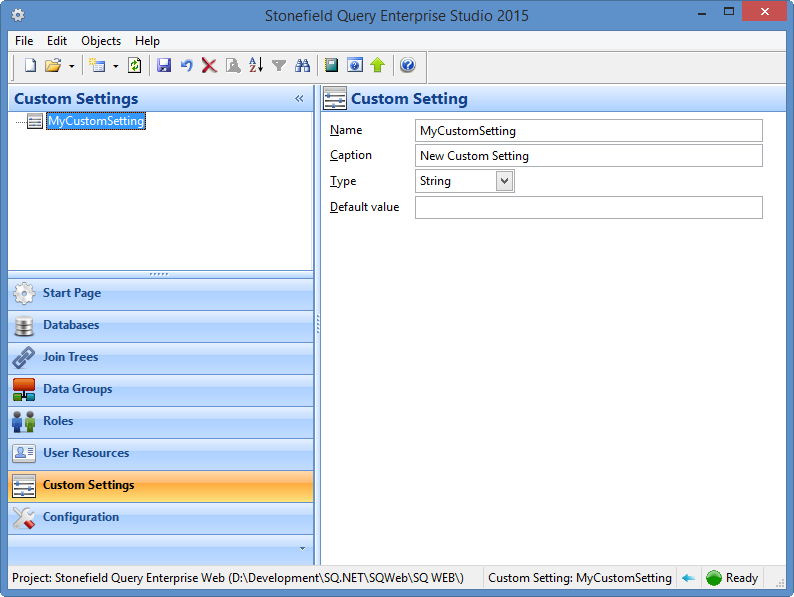 Stonefield Query Enterprise Studio 2015
File Edit Objects Help
Custom Settings «
MyCustomSetting
Custom Setting
Name MyCustomSetting
Caption New Custom Setting
Type String
Default value
Start Page
Databases
Join Trees
Data Groups
Roles
User Resources
Custom Settings
Configuration
Project: Stonefield Query Enterprise Web (D:\Development\SQ.NET\SQWeb\SQ WEB\) Custom Setting: MyCustomSetting Ready